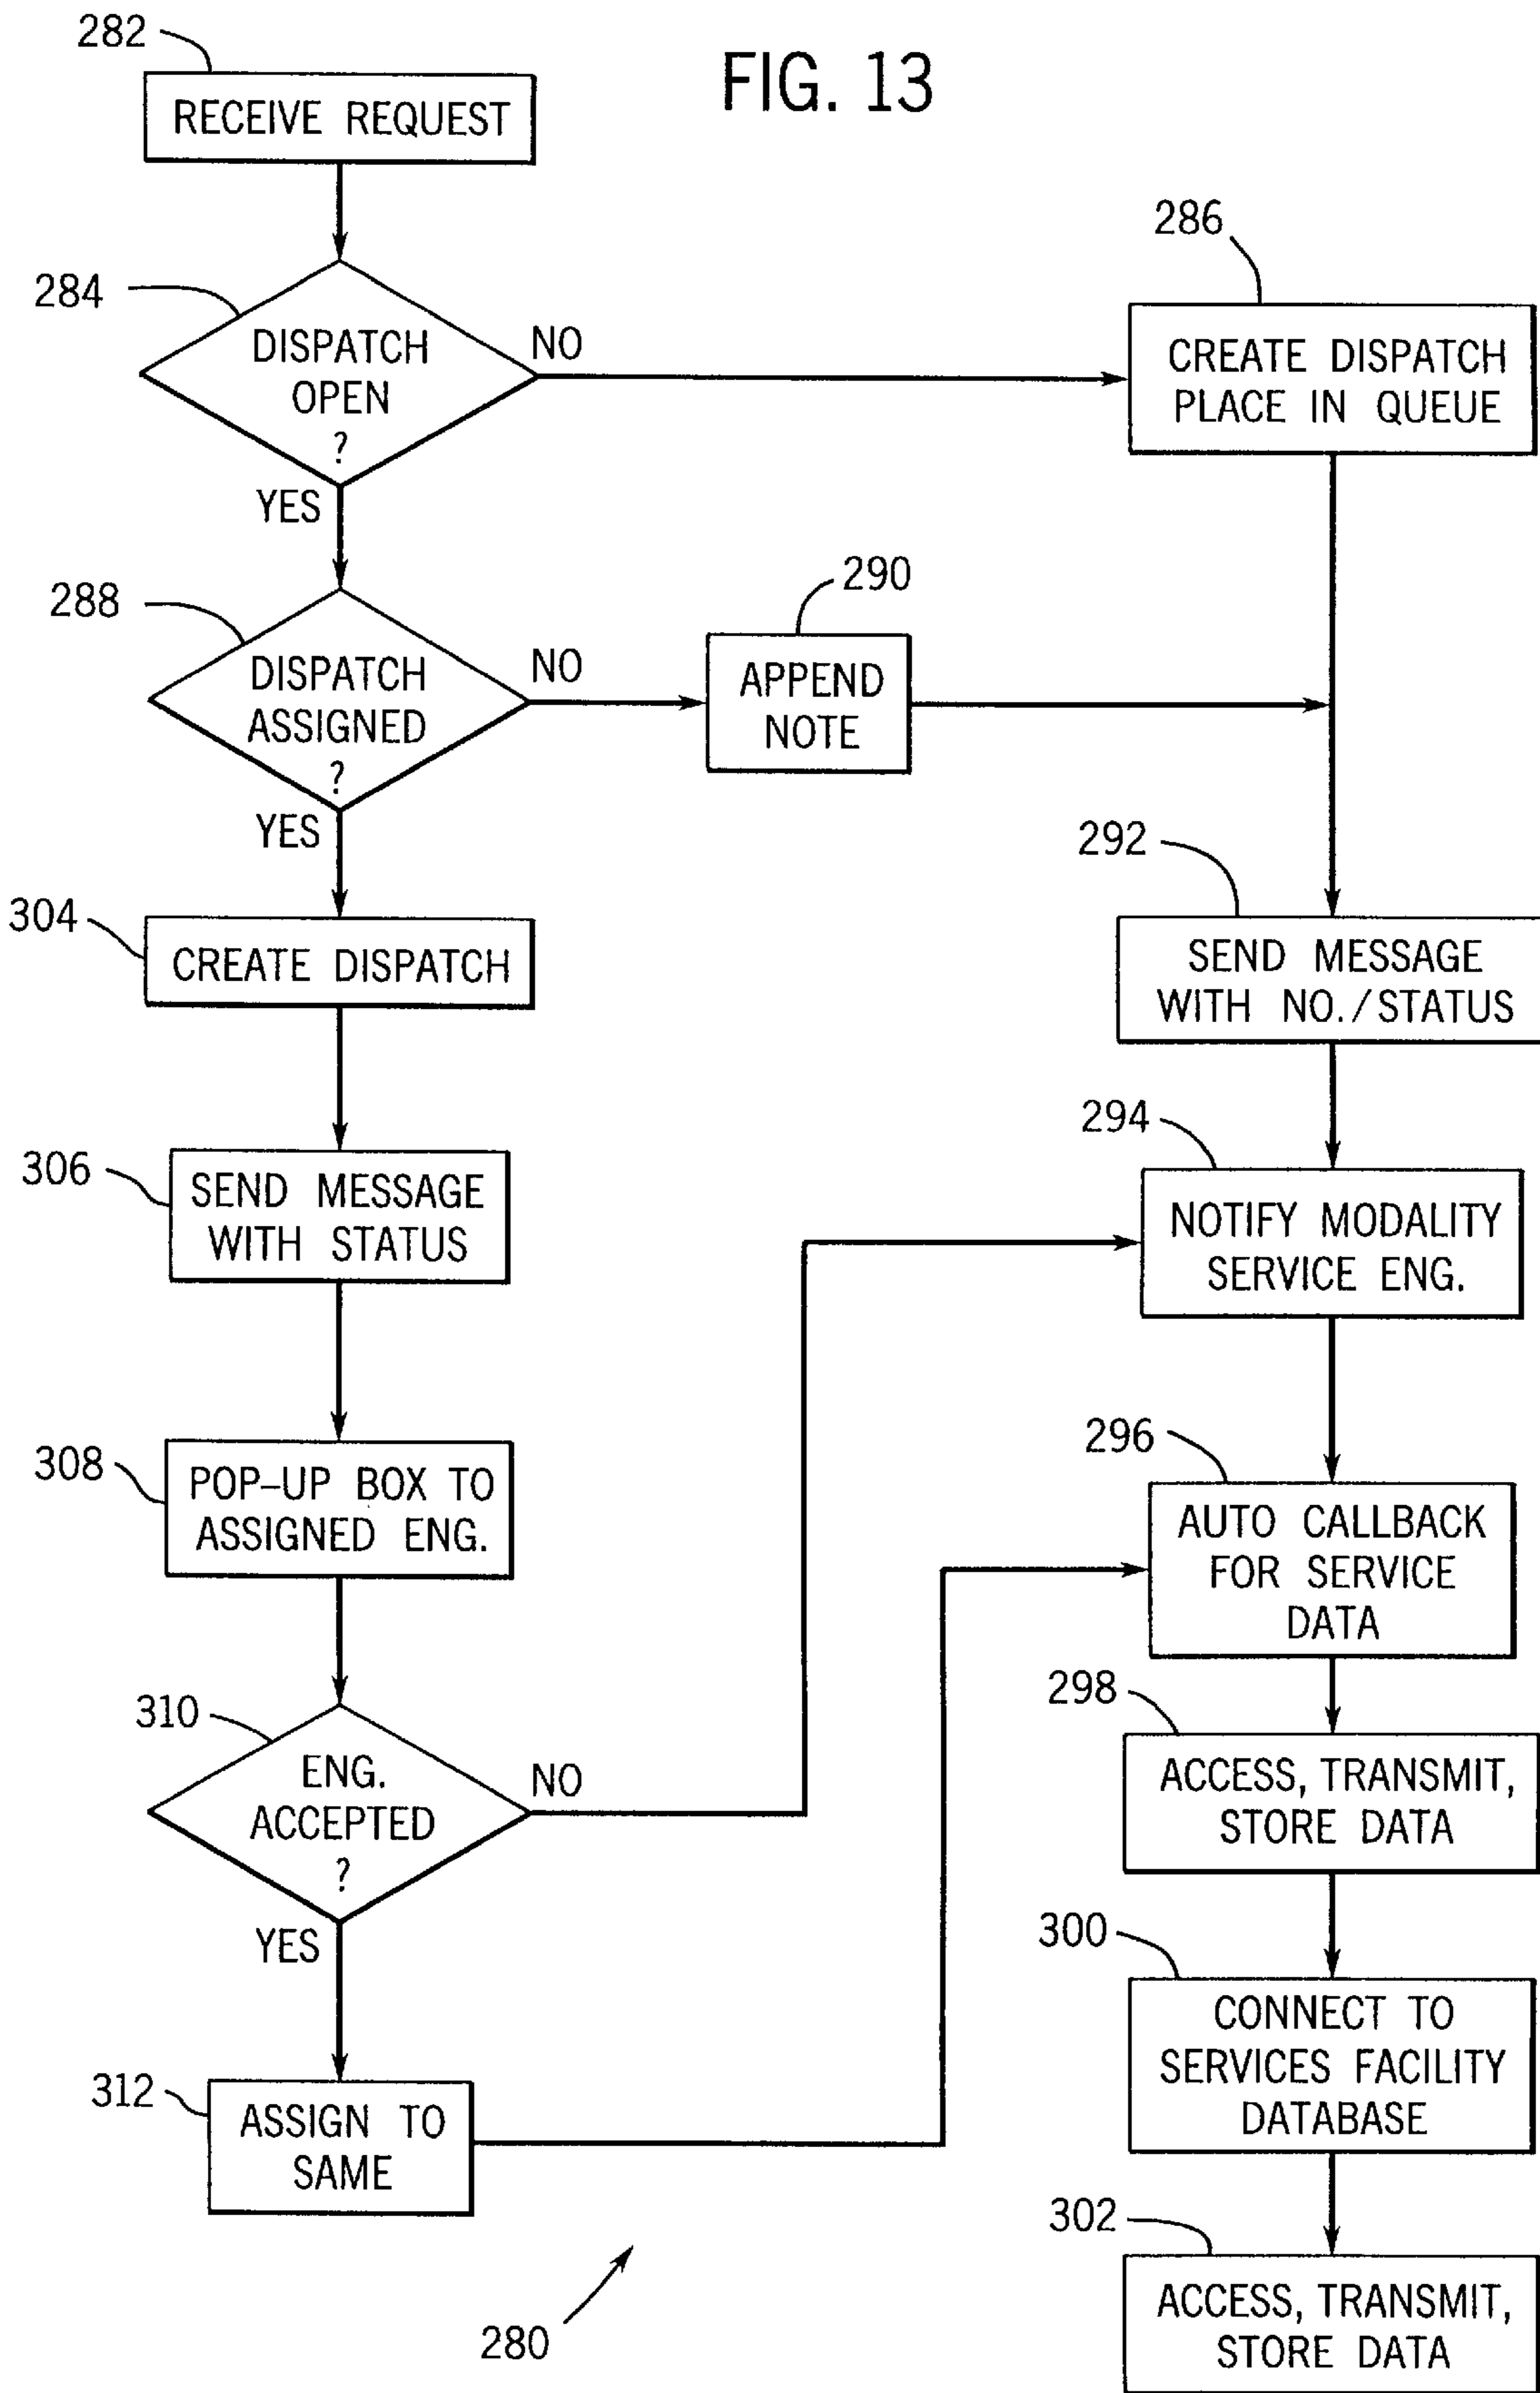 FIG. 13
282
RECEIVE REQUEST
284
DISPATCH
OPEN
?
NO
YES
286
CREATE DISPATCH
PLACE IN QUEUE
288
DISPATCH
ASSIGNED
?
NO
YES
290
APPEND
NOTE
292
SEND MESSAGE
WITH NO./STATUS
304
CREATE DISPATCH
294
NOTIFY MODALITY
SERVICE ENG.
306
SEND MESSAGE
WITH STATUS
296
AUTO CALLBACK
FOR SERVICE
DATA
308
POP-UP BOX TO
ASSIGNED ENG.
298
ACCESS, TRANSMIT,
STORE DATA
310
ENG.
ACCEPTED
?
NO
YES
300
CONNECT TO
SERVICES FACILITY
DATABASE
312
ASSIGN TO
SAME
302
ACCESS, TRANSMIT,
STORE DATA
280